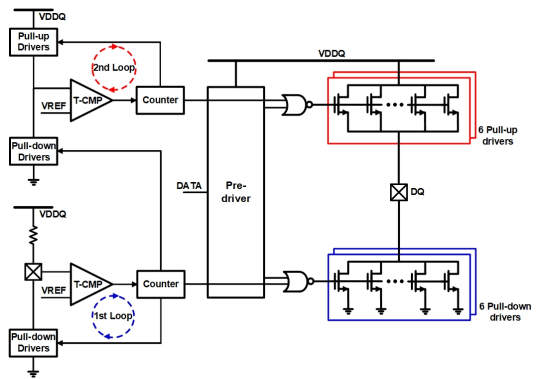 VDDQ
Pull-up
Drivers
2nd Loop
VDDQ
T-CMP
VREF
Counter
6 Pull-up
drivers
Pull-down
Drivers
DATA
Pre-
driver
DQ
VDDQ
T-CMP
VREF
Counter
1st Loop
6 Pull-down
drivers
Pull-down
Drivers